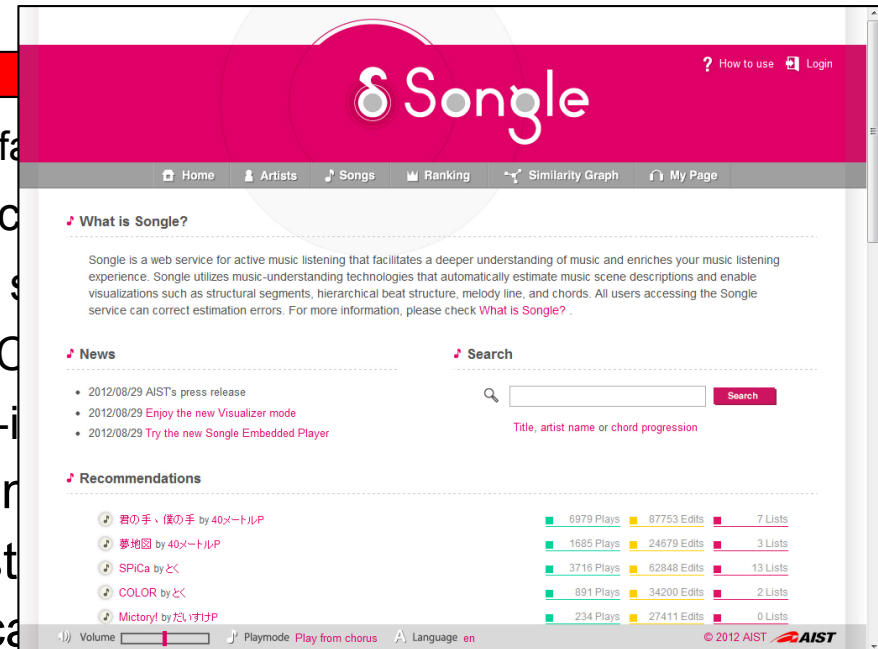 Songle
? How to use Login
Home Artists Songs Ranking Similarity Graph My Page
What is Songle?
Songle is a web service for active music listening that facilitates a deeper understanding of music and enriches your music listening
experience. Songle utilizes music-understanding technologies that automatically estimate music scene descriptions and enable
visualizations such as structural segments, hierarchical beat structure, melody line, and chords. All users accessing the Songle
service can correct estimation errors. For more information, please check What is Songle? .
News
• 2012/08/29 AIST's press release
• 2012/08/29 Enjoy the new Visualizer mode
• 2012/08/29 Try the new Songle Embedded Player
Search
Search
Title, artist name or chord progression
Recommendations
君の手、僕の手 by 40メートルP 6979 Plays 87753 Edits 7 Lists
夢地図 by 40メートルP 1685 Plays 24679 Edits 3 Lists
SPiCa by とく 3716 Plays 62848 Edits 13 Lists
COLOR by とく 891 Plays 34200 Edits 2 Lists
Mictory! by だいすけP 234 Plays 27411 Edits 0 Lists
Volume Playmode Play from chorus Language en © 2012 AIST AIST